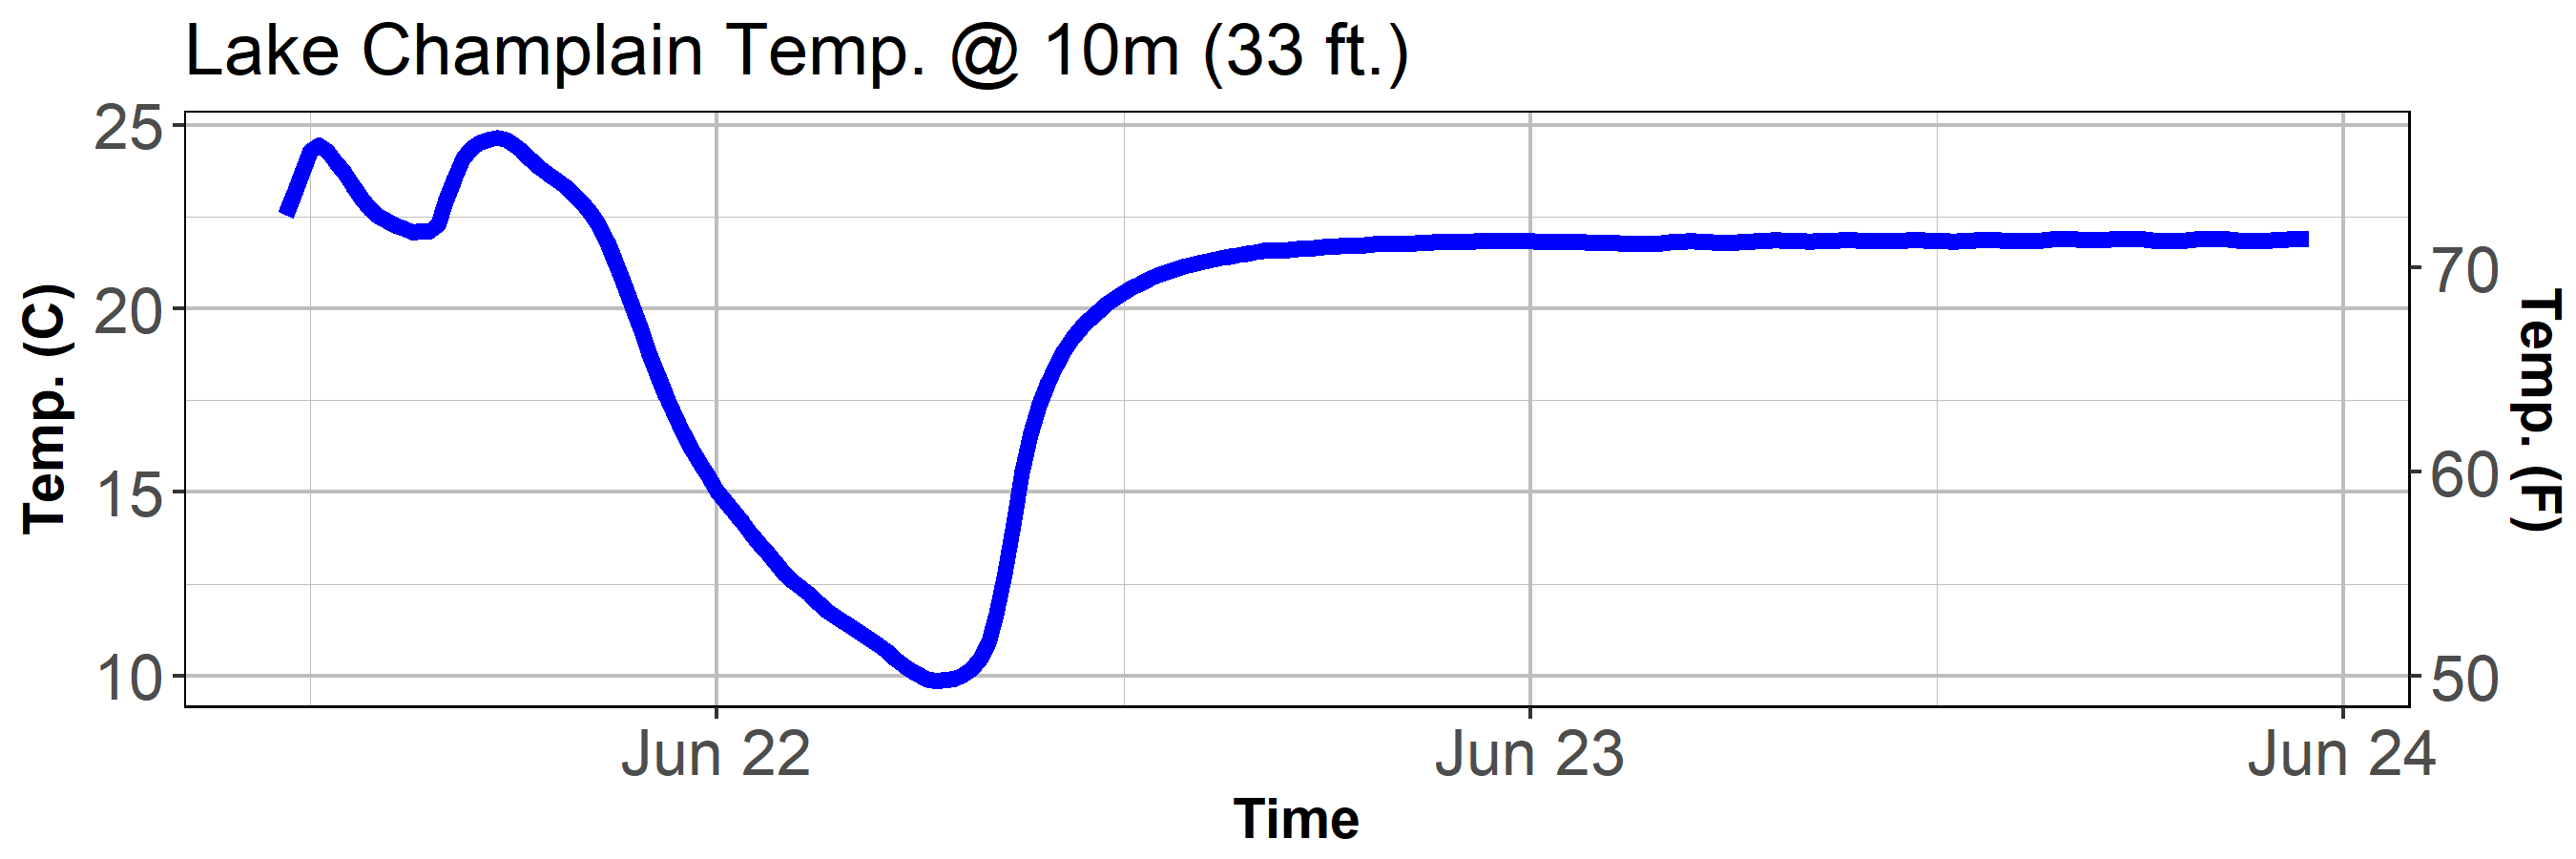 Lake Champlain Temp. @ 10m (33 ft.)
25
20
15
10
Temp. (C)
70
60
50
Temp. (F)
Jun 22
Jun 23
Jun 24
Time